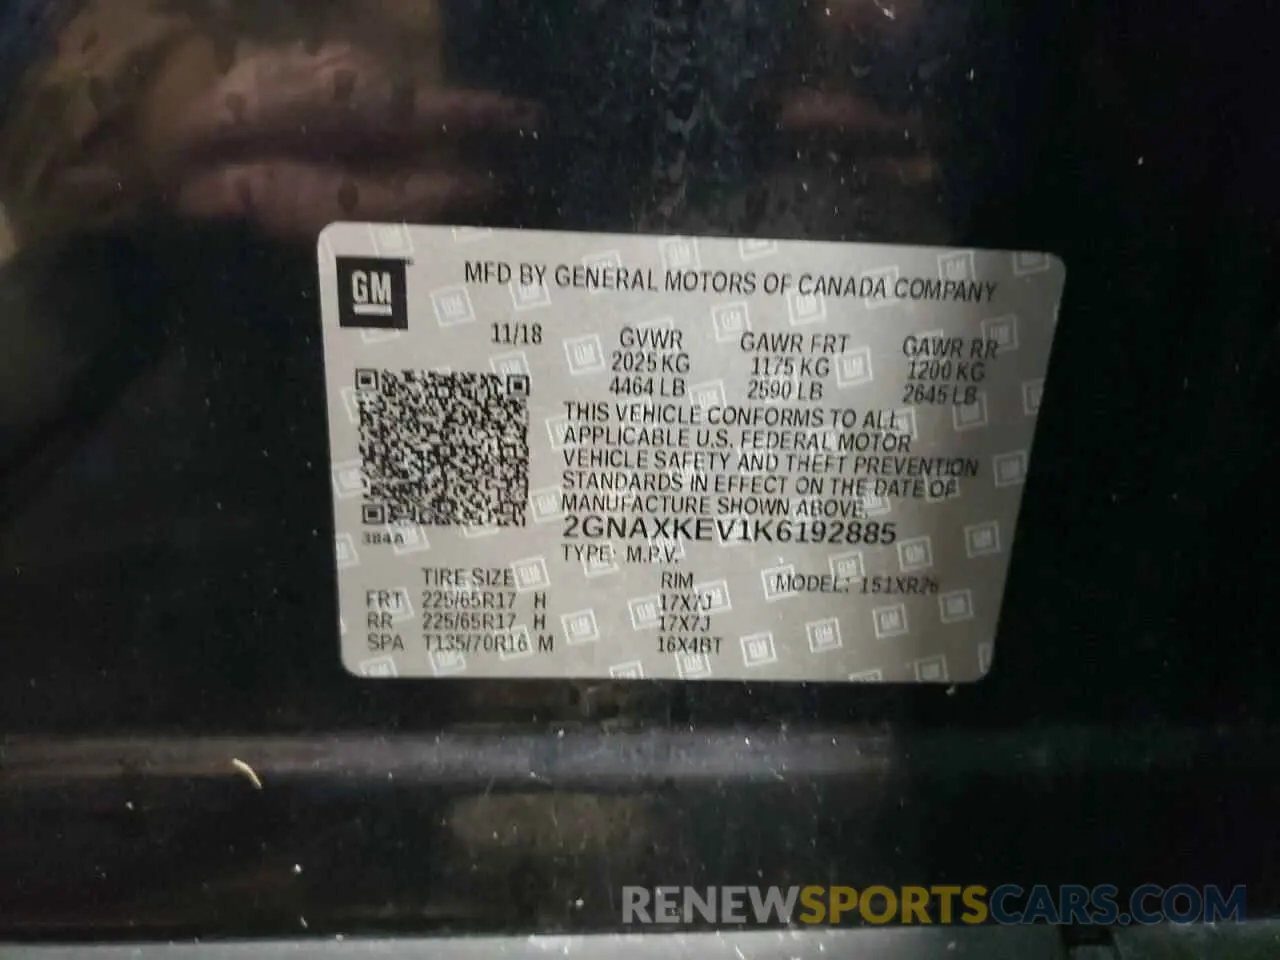 GM
MFD BY GENERAL MOTORS OF CANADA COMPANY
11/18 GVWR GAWR FRT GAWR RR
2025 KG 1175 KG 1200 KG
4464 LB 2590 LB 2645 LB
THIS VEHICLE CONFORMS TO ALL
APPLICABLE U.S. FEDERAL MOTOR
VEHICLE SAFETY AND THEFT PREVENTION
STANDARDS IN EFFECT ON THE DATE OF
MANUFACTURE SHOWN ABOVE.
2GNAXKEV1K6192885
384A
TYPE: M.P.V.
TIRE SIZE RIM MODEL: 151XR26
FRT 225/65R17 H 17X7J
RR 225/65R17 H 17X7J
SPA T135/70R16 M 16X4BT
RENEWSPORTSCARS.COM